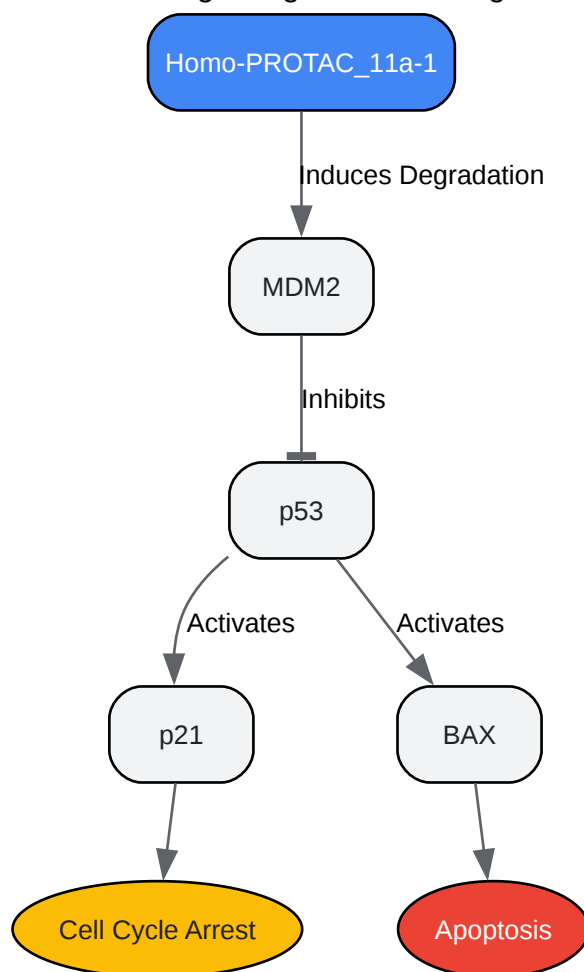 Homo-PROTAC_11a-1
Induces Degradation
MDM2
Inhibits
p53
Activates
Activates
p21
BAX
Cell Cycle Arrest
Apoptosis